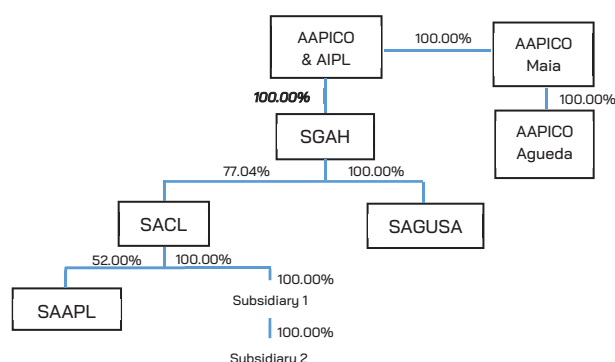 AAPICO
& AIPL
100.00%
AAPICO
Maia
100.00%
100.00%
SGAH
AAPICO
Agueda
77.04%
100.00%
SACL
SAGUSA
52.00%
100.00%
SAAPL
100.00%
Subsidiary 1
100.00%
Subsidiary 2